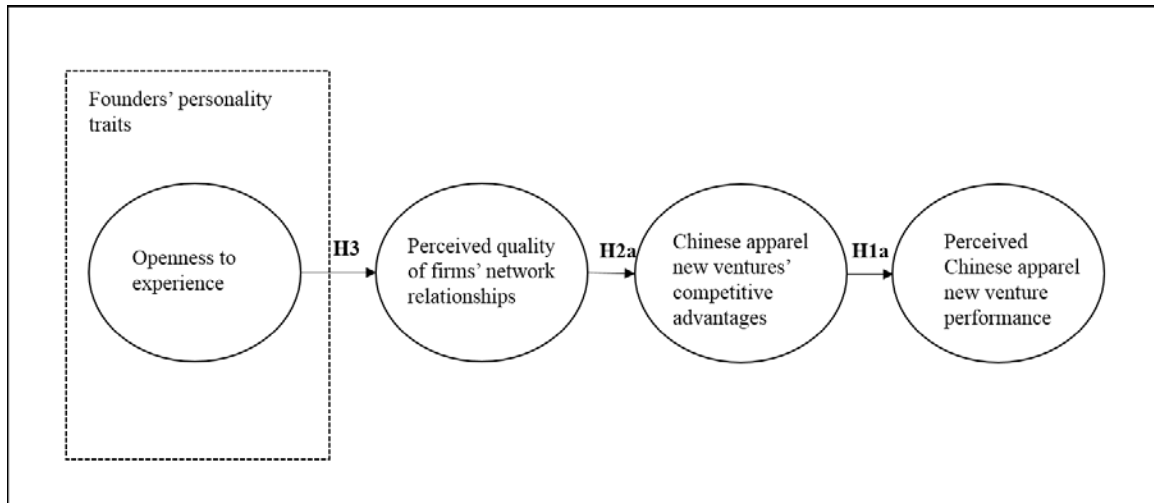 Founders’ personality
traits
Openness to
experience
H3
Perceived quality
of firms’ network
relationships
H2a
Chinese apparel
new ventures’
competitive
advantages
H1a
Perceived
Chinese apparel
new venture
performance